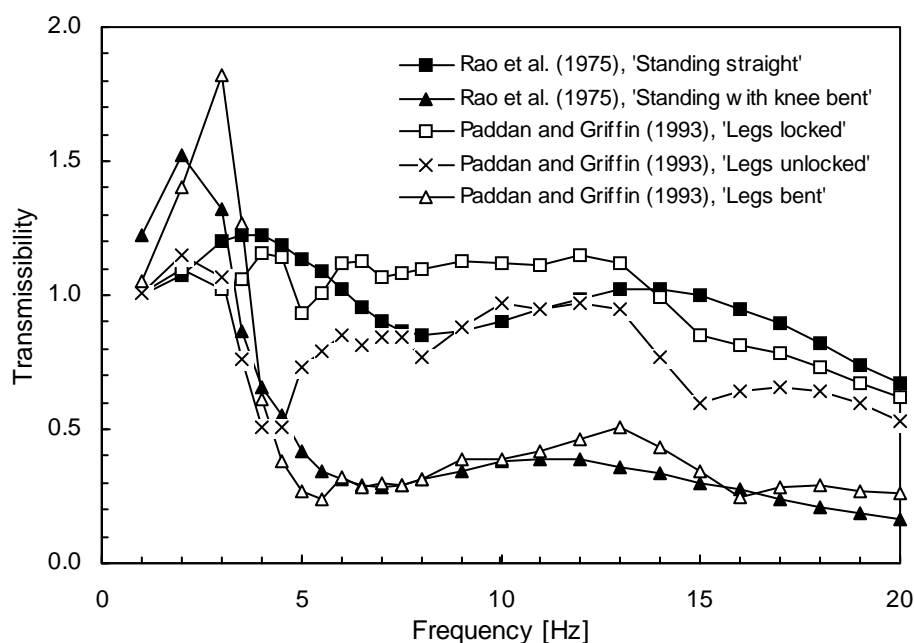 2.0
1.5
1.0
0.5
0.0
Transmissibility
Rao et al. (1975), 'Standing straight'
Rao et al. (1975), 'Standing with knee bent'
Paddan and Griffin (1993), 'Legs locked'
Paddan and Griffin (1993), 'Legs unlocked'
Paddan and Griffin (1993), 'Legs bent'
0 5 10 15 20
Frequency [Hz]